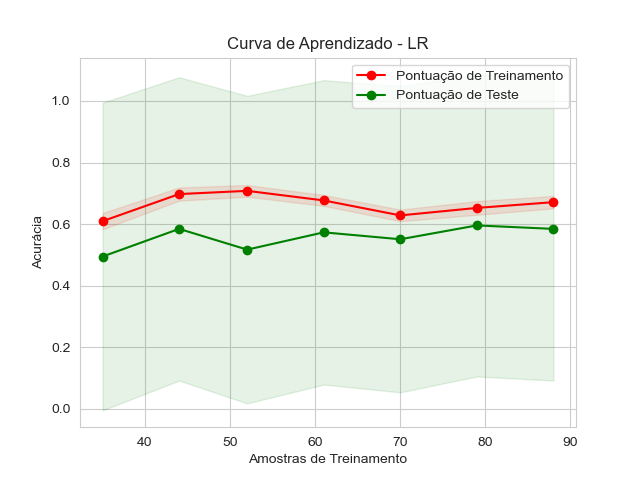 Curva de Aprendizado - LR
Pontuação de Treinamento
Pontuação de Teste
Acurácia
1.0
0.8
0.6
0.4
0.2
0.0
40 50 60 70 80 90
Amostras de Treinamento